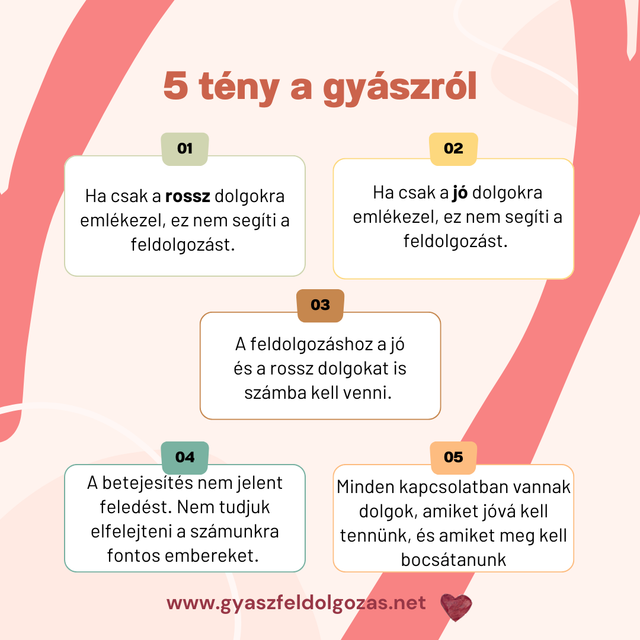 5 tény a gyászról
01
Ha csak a rossz dolgokra
emlékezel, ez nem segíti a
feldolgozást.
02
Ha csak a jó dolgokra
emlékezel, ez nem segíti a
feldolgozást.
03
A feldolgozáshoz a jó
és a rossz dolgokat is
számba kell venni.
04
A betejesítés nem jelent
feledést. Nem tudjuk
elfelejteni a számunkra
fontos embereket.
05
Minden kapcsolatban vannak
dolgok, amiket jóvá kell
tennünk, és amiket meg kell
bocsátanunk
www.gyaszfeldolgozas.net